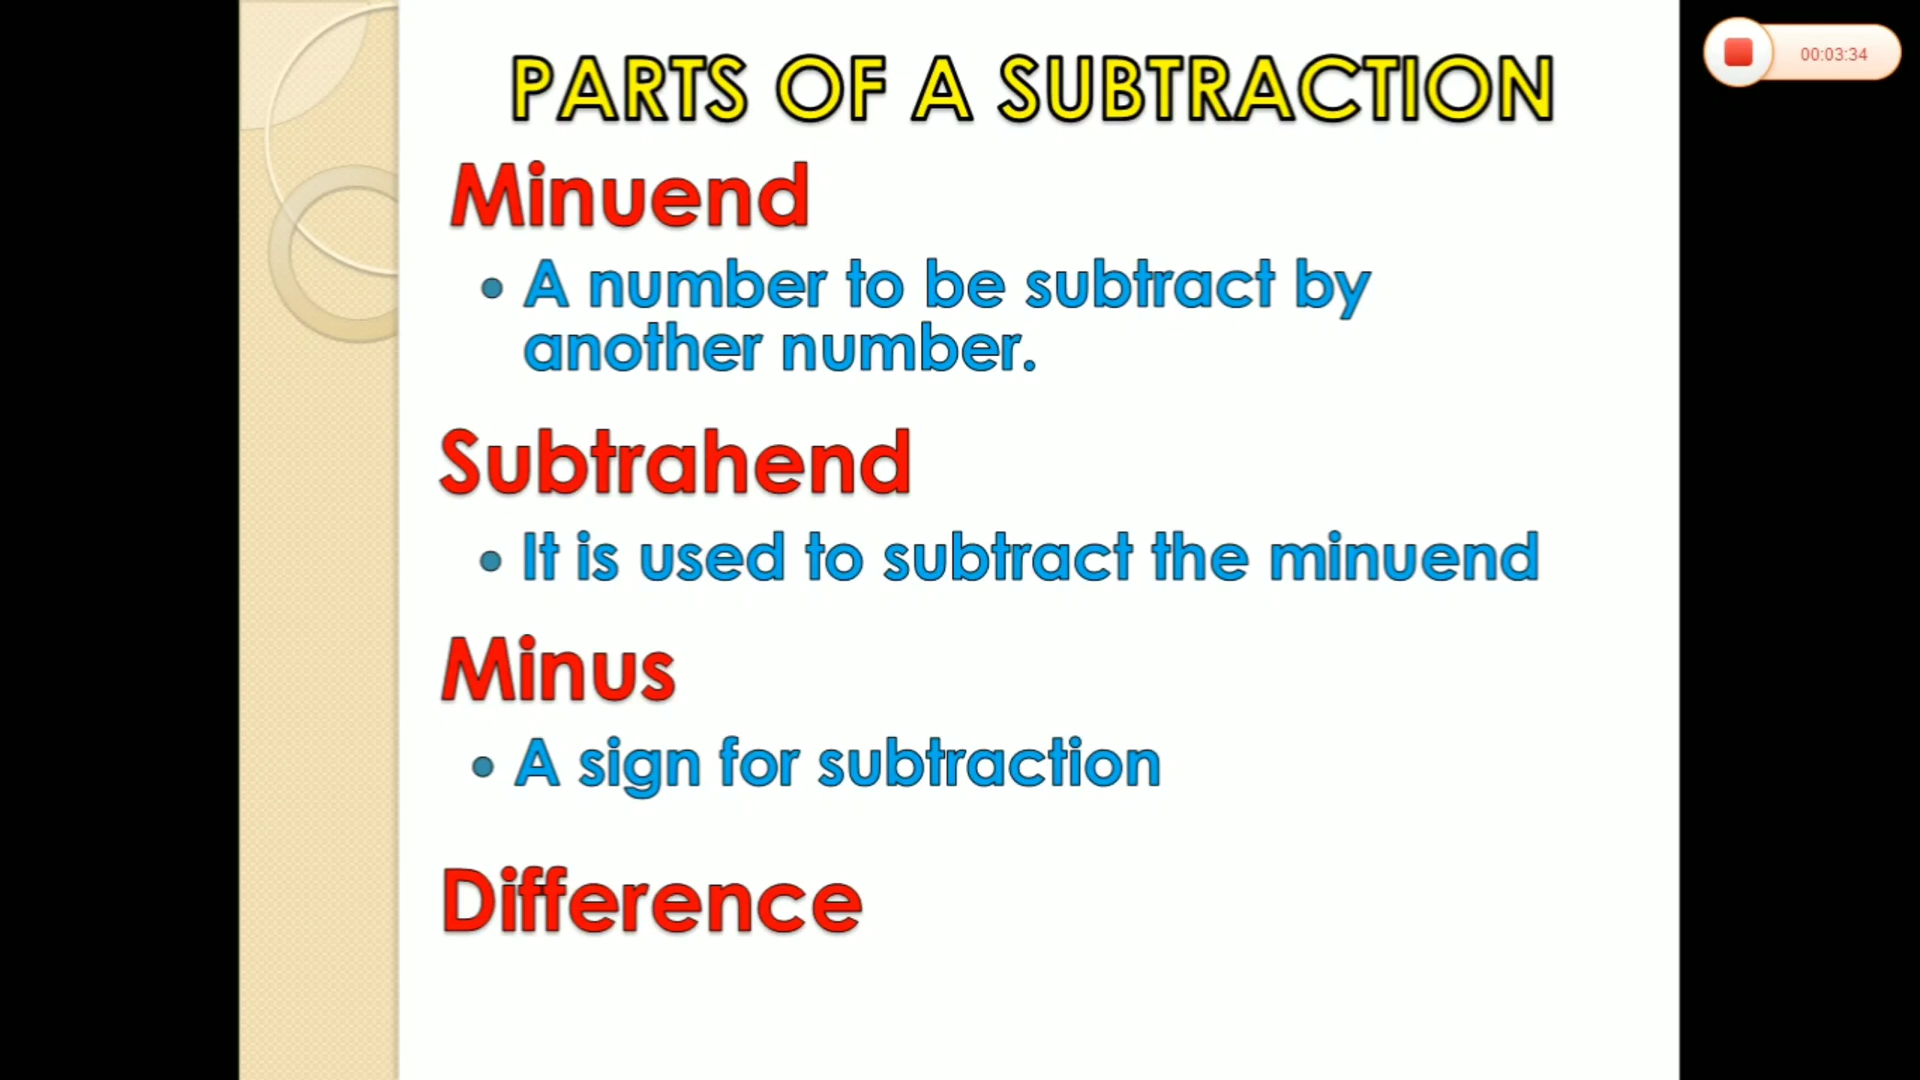 PARTS OF A SUBTRACTION
00:03:34
Minuend
• A number to be subtract by
another number.
Subtrahend
• It is used to subtract the minuend
Minus
• A sign for subtraction
Difference